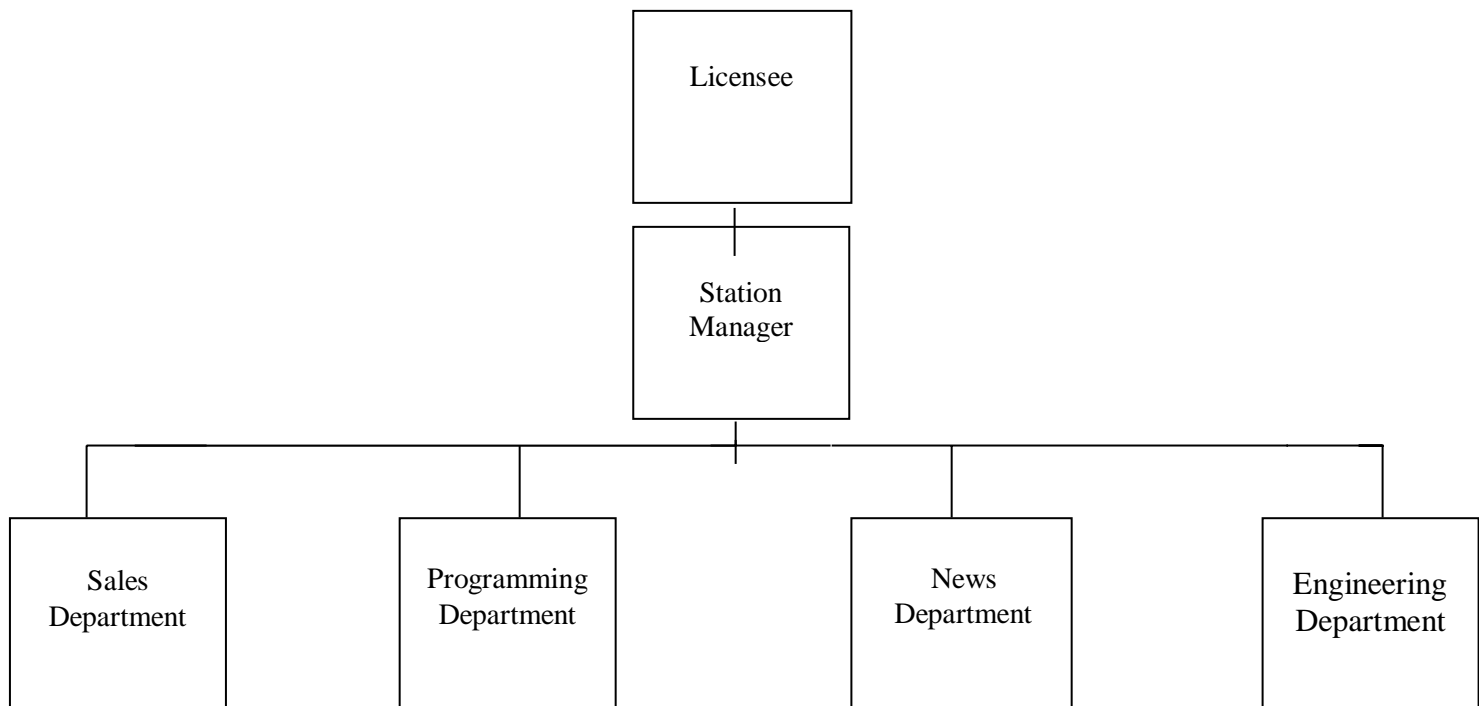 Licensee
Station
Manager
Sales
Department
Programming
Department
News
Department
Engineering
Department